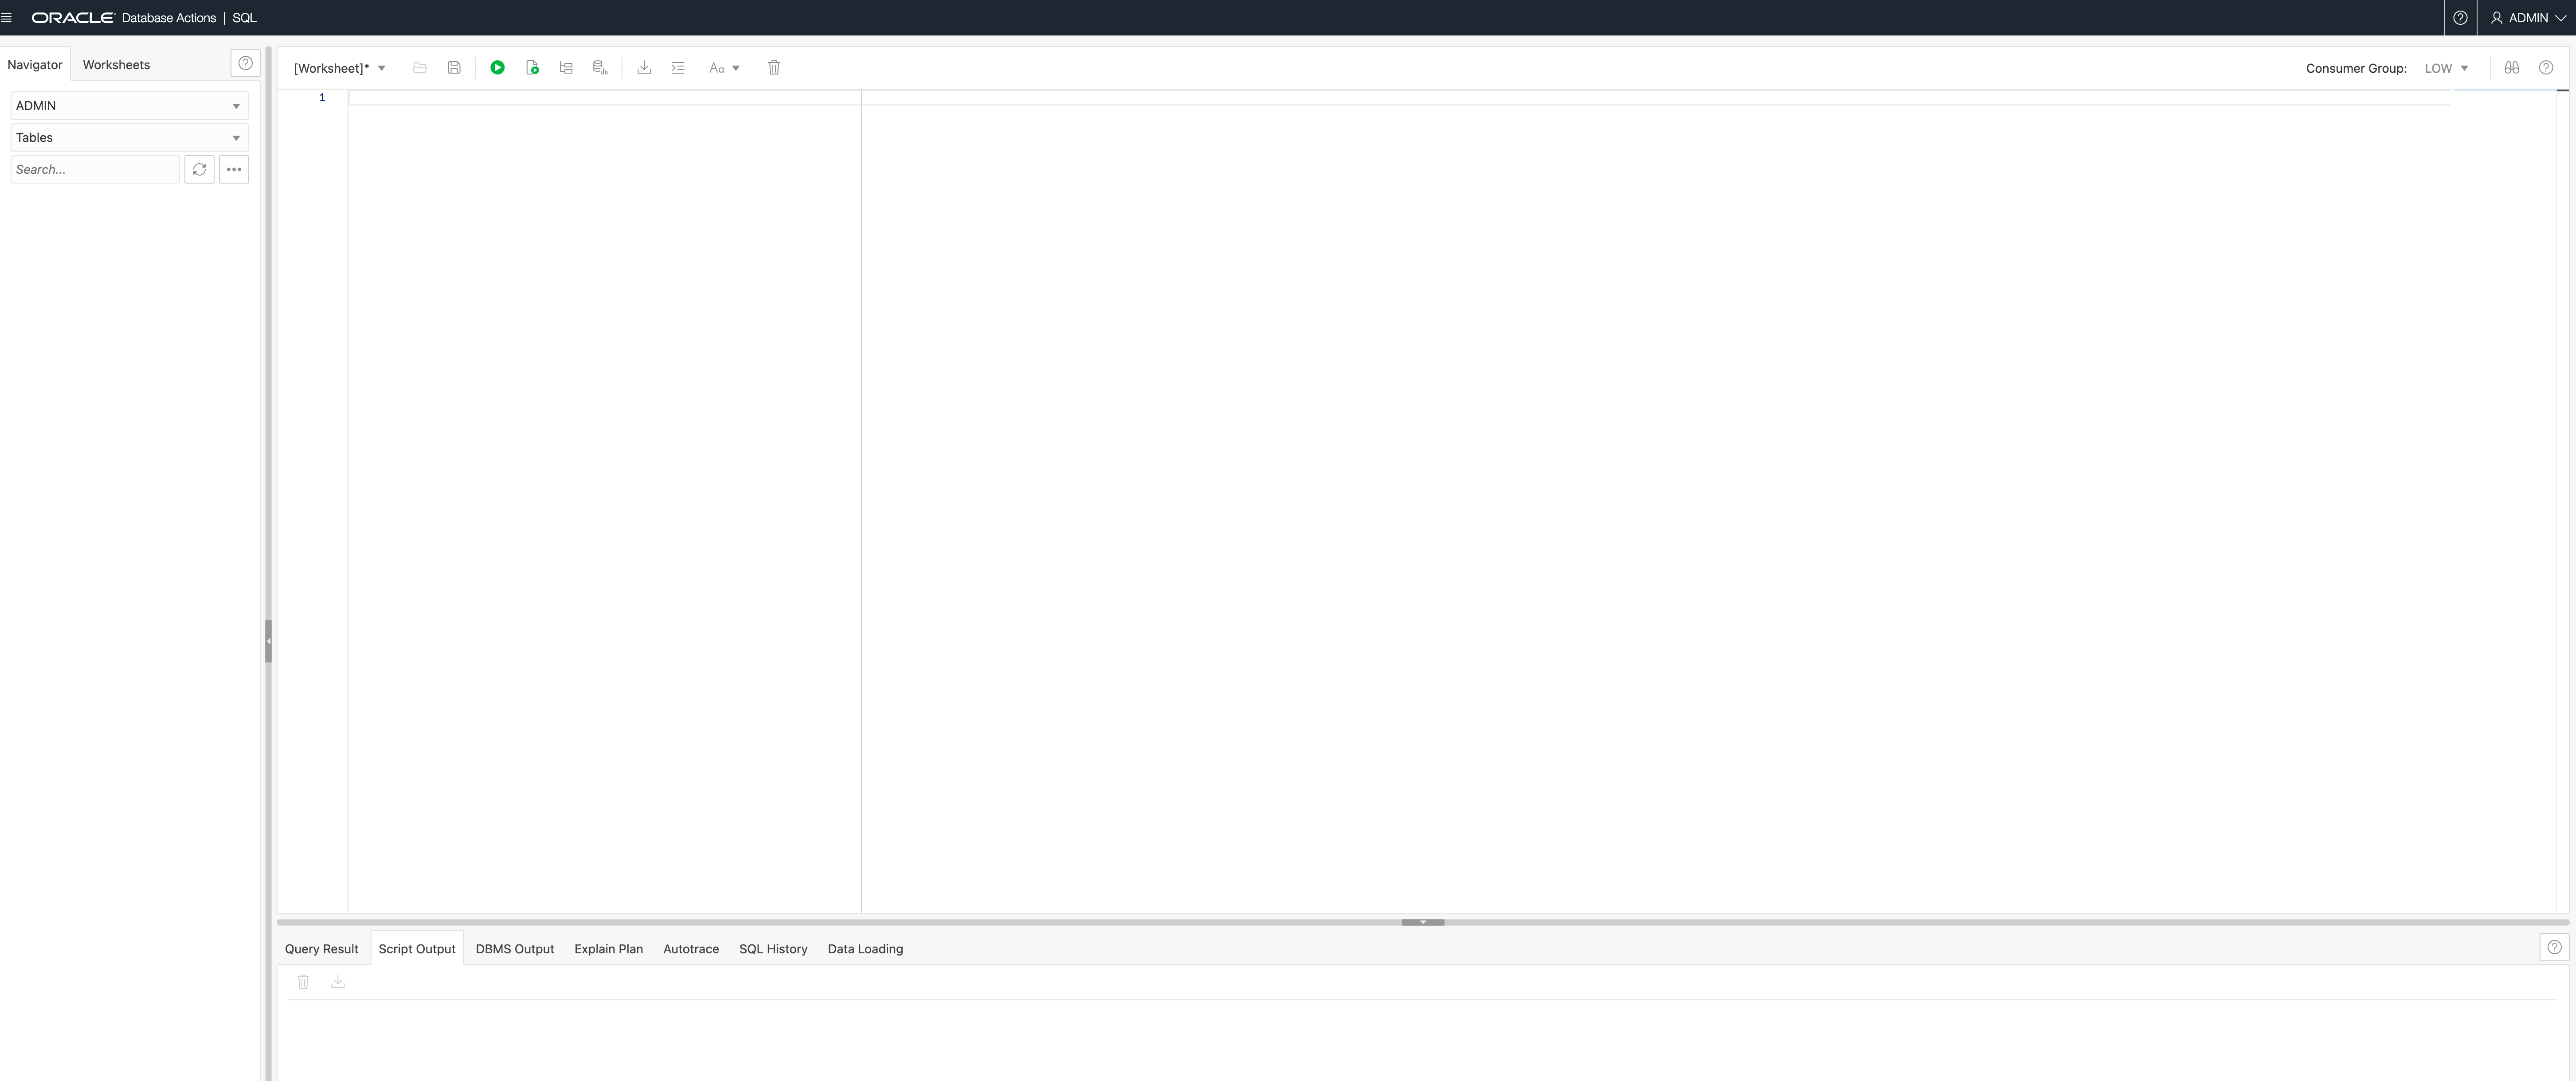 ORACLE Database Actions | SQL
ADMIN
Navigator
Worksheets
[Worksheet]*
Aa
Consumer Group: LOW
ADMIN
Tables
Search...
1
Query Result
Script Output
DBMS Output
Explain Plan
Autotrace
SQL History
Data Loading